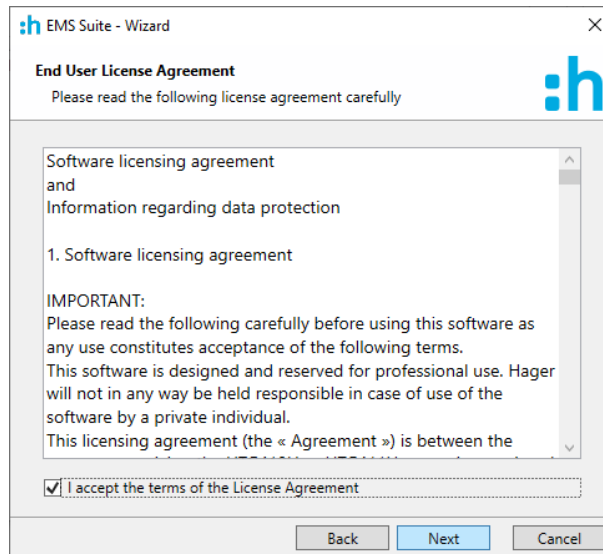 :h EMS Suite - Wizard
End User License Agreement
Please read the following license agreement carefully
:h
Software licensing agreement
and
Information regarding data protection
1. Software licensing agreement
IMPORTANT:
Please read the following carefully before using this software as
any use constitutes acceptance of the following terms.
This software is designed and reserved for professional use. Hager
will not in any way be held responsible in case of use of the
software by a private individual.
This licensing agreement (the « Agreement ») is between the
I accept the terms of the License Agreement
Back Next Cancel